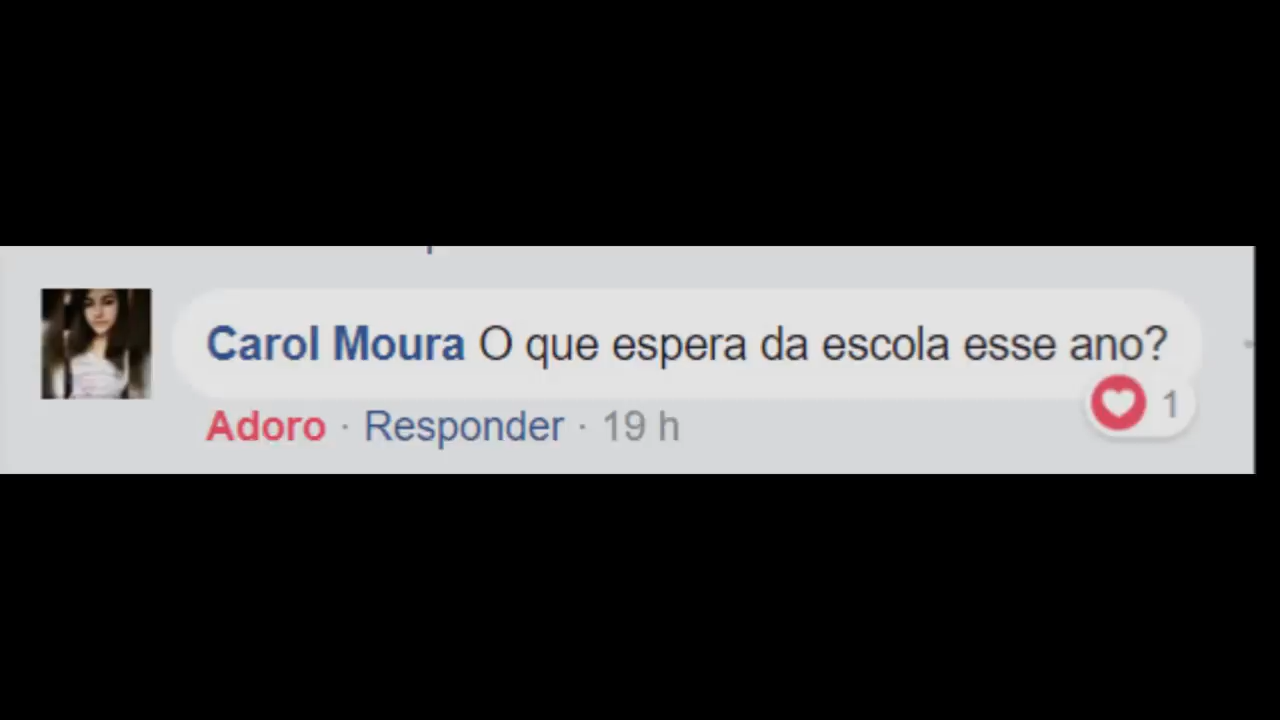 Carol Moura O que espera da escola esse ano?
1
Adoro · Responder · 19 h